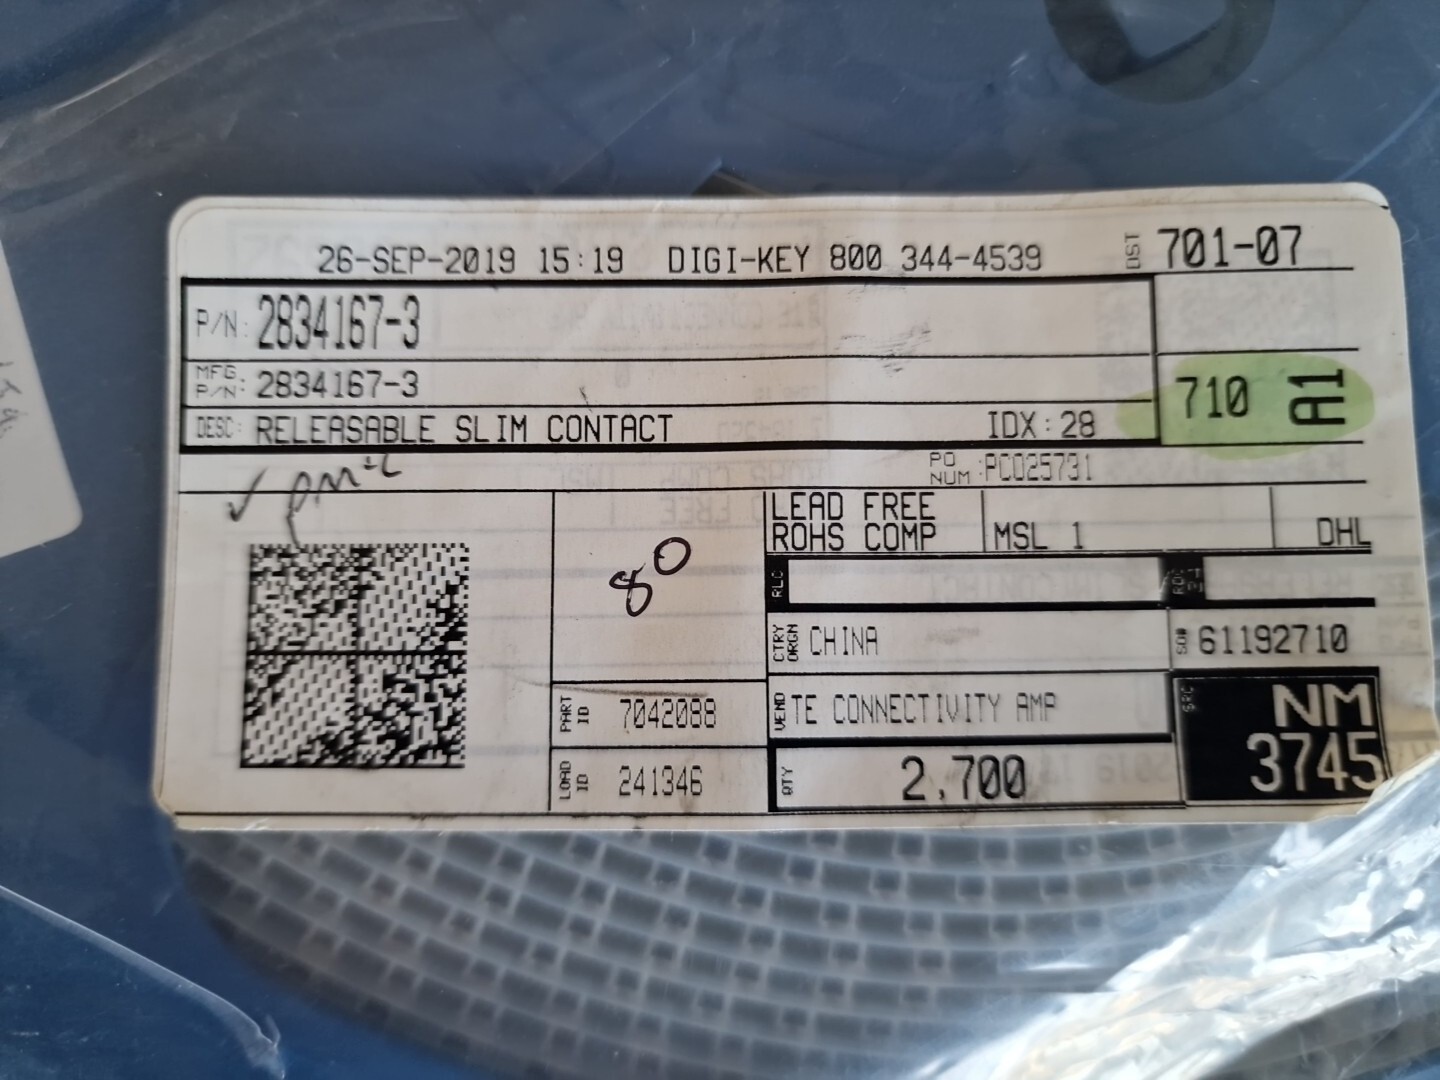 26-SEP-2019 15:19 DIGI-KEY 800 344-4539 DST 701-07
P/N: 2834167-3
MFG P/N: 2834167-3
710 A1
DESC: RELEASABLE SLIM CONTACT IDX:28
PO NUM:PC025731
✓
LEAD FREE
ROHS COMP
MSL 1
DHL
80
RLC
CTRY ORGN CHINA
SO# 61192710
PART ID 7042088
VEND TE CONNECTIVITY AMP
SRC NM
3745
LOAD ID 241346
QTY 2,700